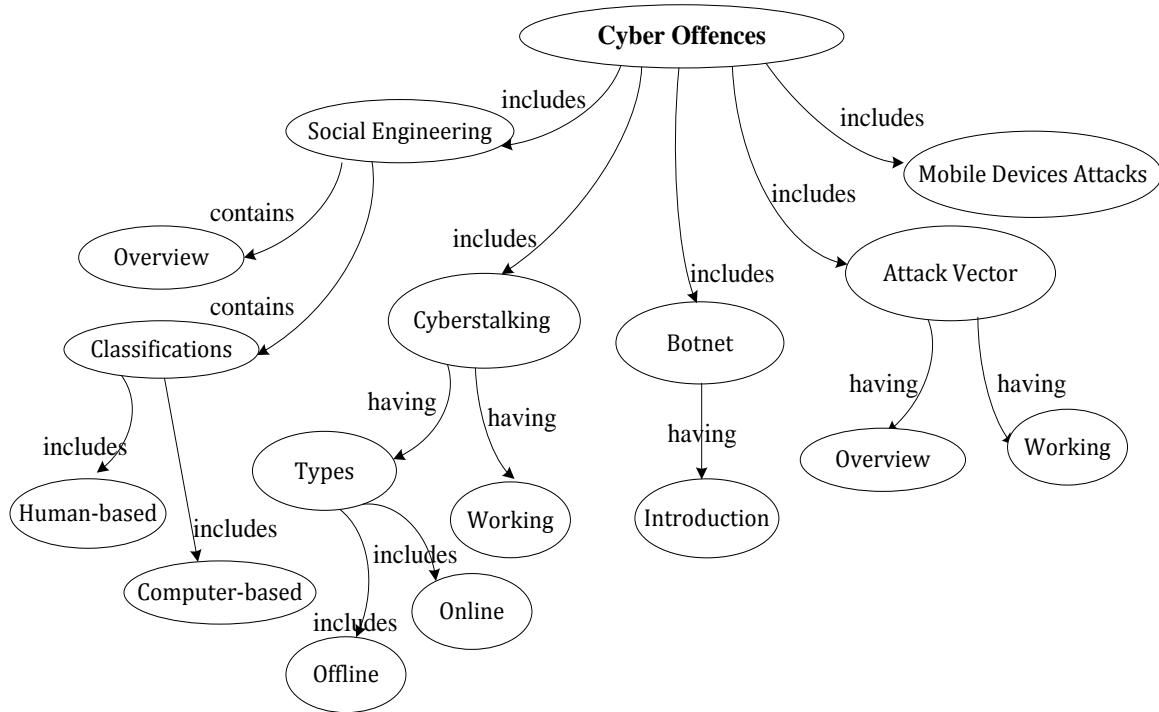 Cyber Offences
includes
Social Engineering
includes
Mobile Devices Attacks
includes
contains
Overview
includes
includes
Attack Vector
contains
Cyberstalking
Classifications
Botnet
having
having
having
having
includes
having
Overview
Working
Types
Human-based
Working
Introduction
includes
includes
Computer-based
Online
includes
Offline